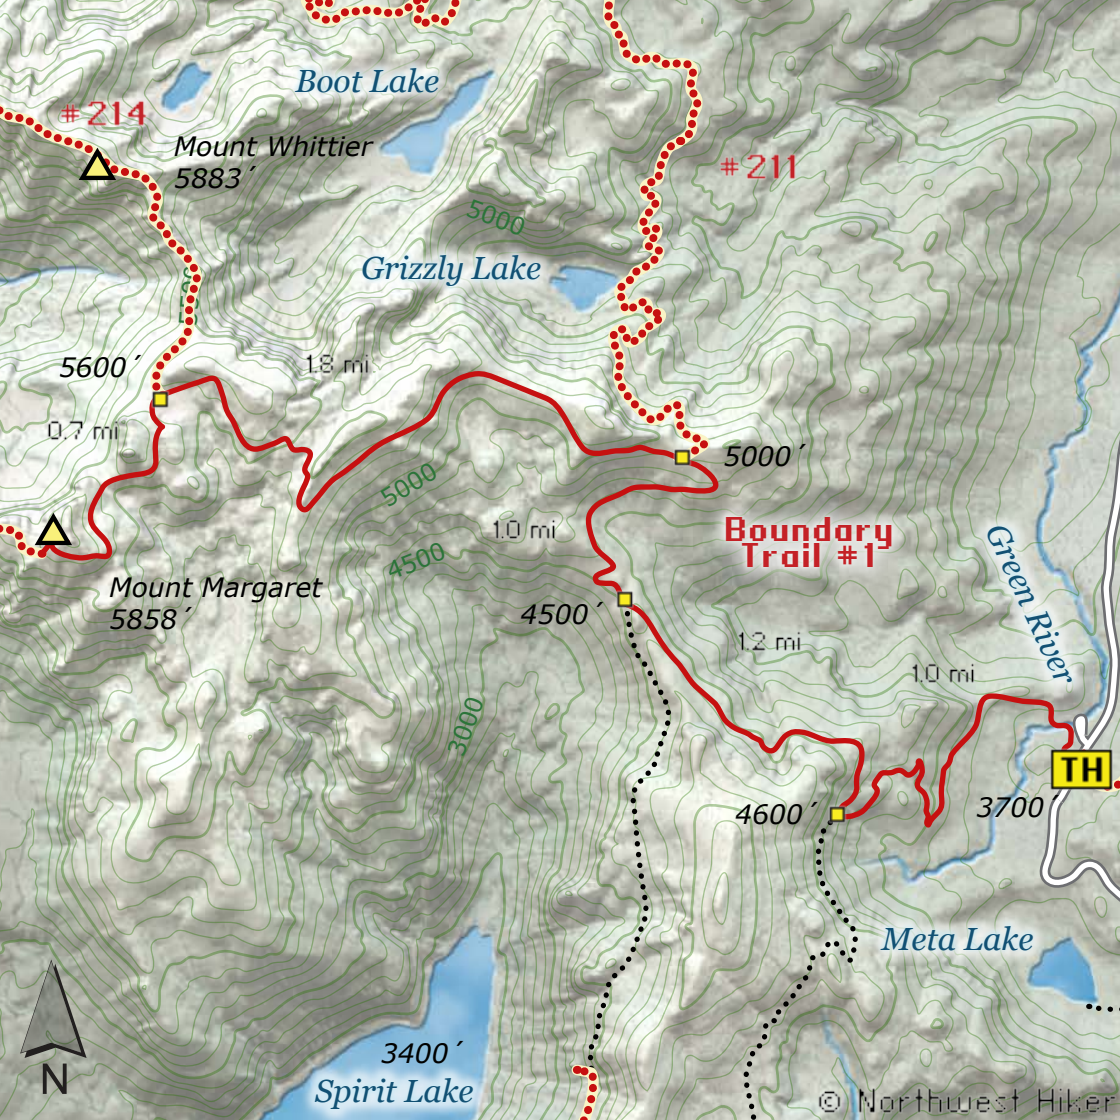 Boot Lake
#214
Mount Whittier
5883´
#211
5000
Grizzly Lake
5600´
1.8 mi
0.7 mi
5000´
5000
1.0 mi
Boundary
Trail #1
4500
Green River
Mount Margaret
5858´
4500´
1.2 mi
1.0 mi
3000
TH
4600´
3700
Meta Lake
3400´
N
Spirit Lake
© Northwest Hiker